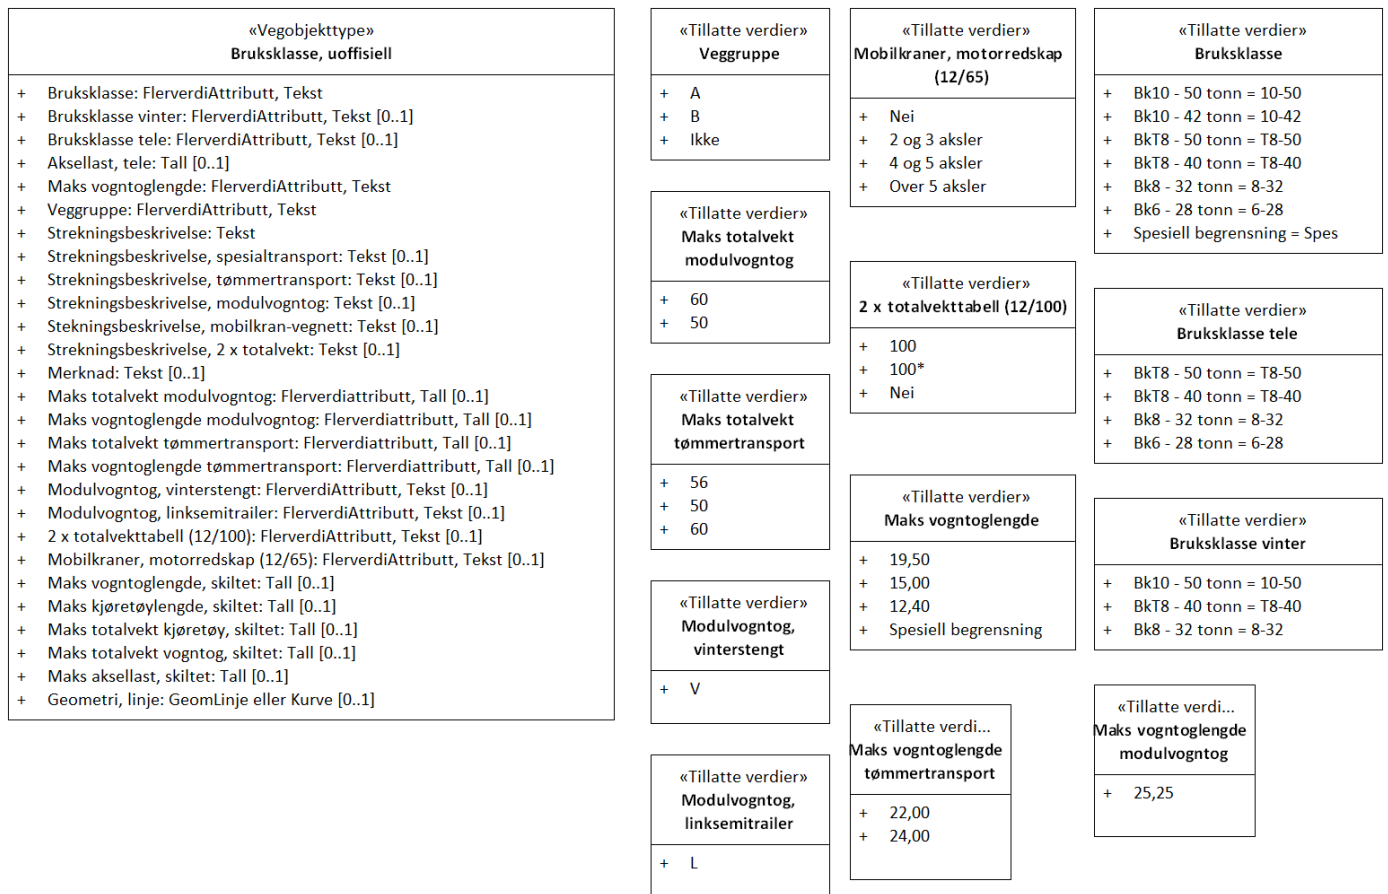 «Vegobjekttype»
Bruksklasse, uoffisiell
+ Bruksklasse: FlerverdiAttributt, Tekst
+ Bruksklasse vinter: FlerverdiAttributt, Tekst [0..1]
+ Bruksklasse tele: FlerverdiAttributt, Tekst [0..1]
+ Aksellast, tele: Tall [0..1]
+ Maks vogntoglengde: FlerverdiAttributt, Tekst
+ Veggruppe: FlerverdiAttributt, Tekst
+ Strekningsbeskrivelse: Tekst
+ Strekningsbeskrivelse, spesialtransport: Tekst [0..1]
+ Strekningsbeskrivelse, tømmertransport: Tekst [0..1]
+ Strekningsbeskrivelse, modulvogntog: Tekst [0..1]
+ Stekningsbeskrivelse, mobilkran-vegnett: Tekst [0..1]
+ Strekningsbeskrivelse, 2 x totalvekt: Tekst [0..1]
+ Merknad: Tekst [0..1]
+ Maks totalvekt modulvogntog: Flerverdiattributt, Tall [0..1]
+ Maks vogntoglengde modulvogntog: Flerverdiattributt, Tall [0..1]
+ Maks totalvekt tømmertransport: Flerverdiattributt, Tall [0..1]
+ Maks vogntoglengde tømmertransport: Flerverdiattributt, Tall [0..1]
+ Modulvogntog, vinterstengt: FlerverdiAttributt, Tekst [0..1]
+ Modulvogntog, linksemitrailer: FlerverdiAttributt, Tekst [0..1]
+ 2 x totalvekttabell (12/100): FlerverdiAttributt, Tekst [0..1]
+ Mobilkraner, motorredskap (12/65): FlerverdiAttributt, Tekst [0..1]
+ Maks vogntoglengde, skiltet: Tall [0..1]
+ Maks kjøretøylengde, skiltet: Tall [0..1]
+ Maks totalvekt kjøretøy, skiltet: Tall [0..1]
+ Maks totalvekt vogntog, skiltet: Tall [0..1]
+ Maks aksellast, skiltet: Tall [0..1]
+ Geometri, linje: GeomLinje eller Kurve [0..1]
«Tillatte verdier»
Veggruppe
+ A
+ B
+ Ikke
«Tillatte verdier»
Maks totalvekt
modulvogntog
+ 60
+ 50
«Tillatte verdier»
Maks totalvekt
tømmertransport
+ 56
+ 50
+ 60
«Tillatte verdier»
Modulvogntog,
vinterstengt
+ V
«Tillatte verdier»
Modulvogntog,
linksemitrailer
+ L
«Tillatte verdier»
Mobilkraner, motorredskap
(12/65)
+ Nei
+ 2 og 3 aksler
+ 4 og 5 aksler
+ Over 5 aksler
«Tillatte verdier»
2 x totalvekttabell (12/100)
+ 100
+ 100*
+ Nei
«Tillatte verdier»
Maks vogntoglengde
+ 19,50
+ 15,00
+ 12,40
+ Spesiell begrensning
«Tillatte verdi...
Maks vogntoglengde
tømmertransport
+ 22,00
+ 24,00
«Tillatte verdier»
Bruksklasse
+ Bk10 - 50 tonn = 10-50
+ Bk10 - 42 tonn = 10-42
+ BkT8 - 50 tonn = T8-50
+ BkT8 - 40 tonn = T8-40
+ Bk8 - 32 tonn = 8-32
+ Bk6 - 28 tonn = 6-28
+ Spesiell begrensning = Spes
«Tillatte verdier»
Bruksklasse tele
+ BkT8 - 50 tonn = T8-50
+ BkT8 - 40 tonn = T8-40
+ Bk8 - 32 tonn = 8-32
+ Bk6 - 28 tonn = 6-28
«Tillatte verdier»
Bruksklasse vinter
+ Bk10 - 50 tonn = 10-50
+ BkT8 - 40 tonn = T8-40
+ Bk8 - 32 tonn = 8-32
«Tillatte verdi...
Maks vogntoglengde
modulvogntog
+ 25,25